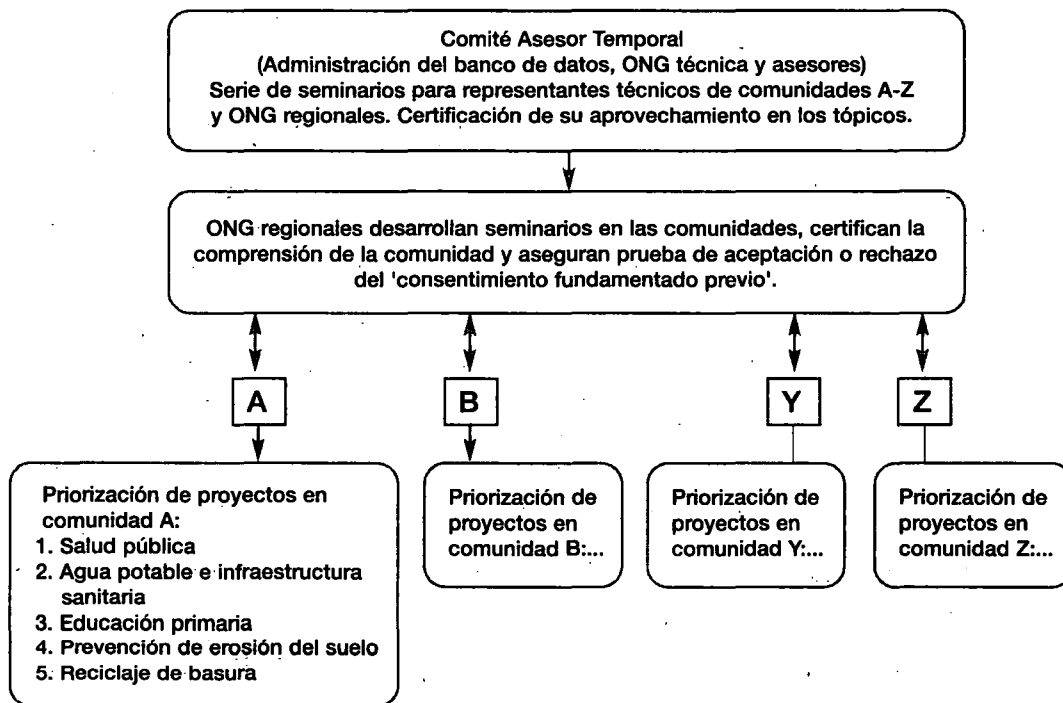 Comité Asesor Temporal
(Administración del banco de datos, ONG técnica y asesores)
Serie de seminarios para representantes técnicos de comunidades A-Z
y ONG regionales. Certificación de su aprovechamiento en los tópicos.
ONG regionales desarrollan seminarios en las comunidades, certifican la
comprensión de la comunidad y aseguran prueba de aceptación o rechazo
del 'consentimiento fundamentado previo'.
A
B
Y
Z
Priorización de proyectos en
comunidad A:
1. Salud pública
2. Agua potable e infraestructura
sanitaria
3. Educación primaria
4. Prevención de erosión del suelo
5. Reciclaje de basura
Priorización de
proyectos en
comunidad B:...
Priorización de
proyectos en
comunidad Y:...
Priorización de
proyectos en
comunidad Z:...